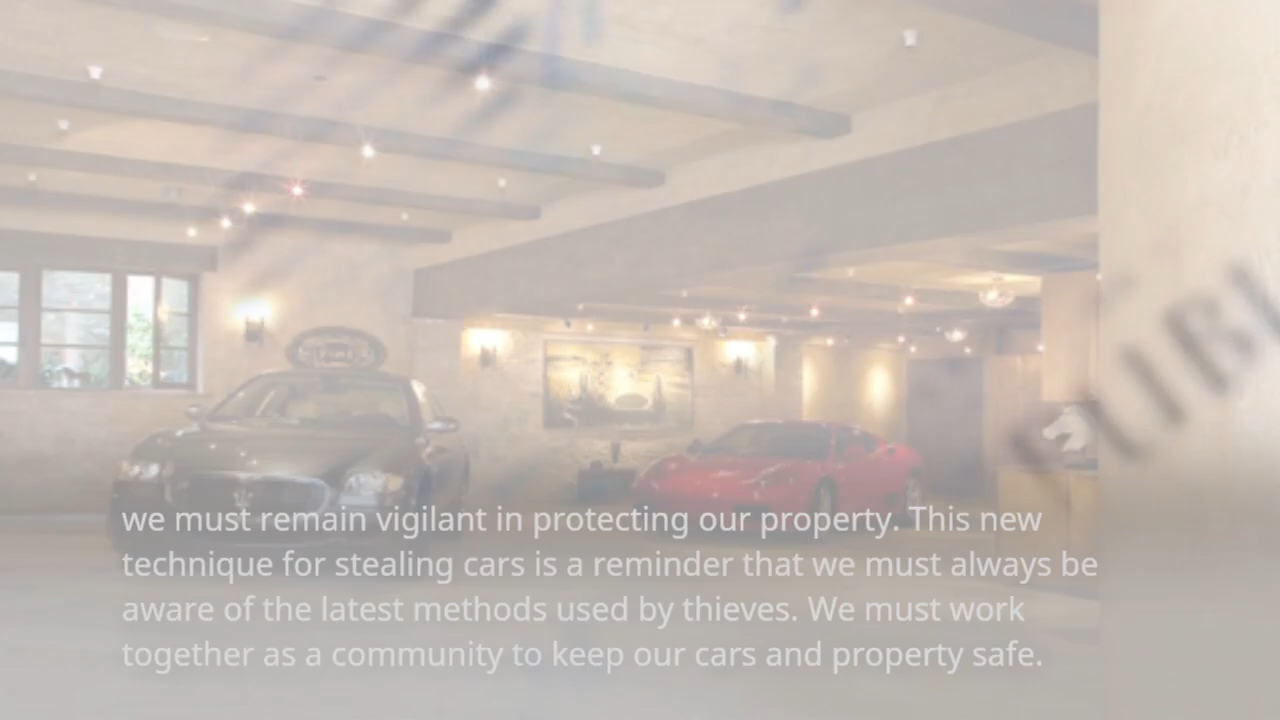 we must remain vigilant in protecting our property. This new
technique for stealing cars is a reminder that we must always be
aware of the latest methods used by thieves. We must work
together as a community to keep our cars and property safe.